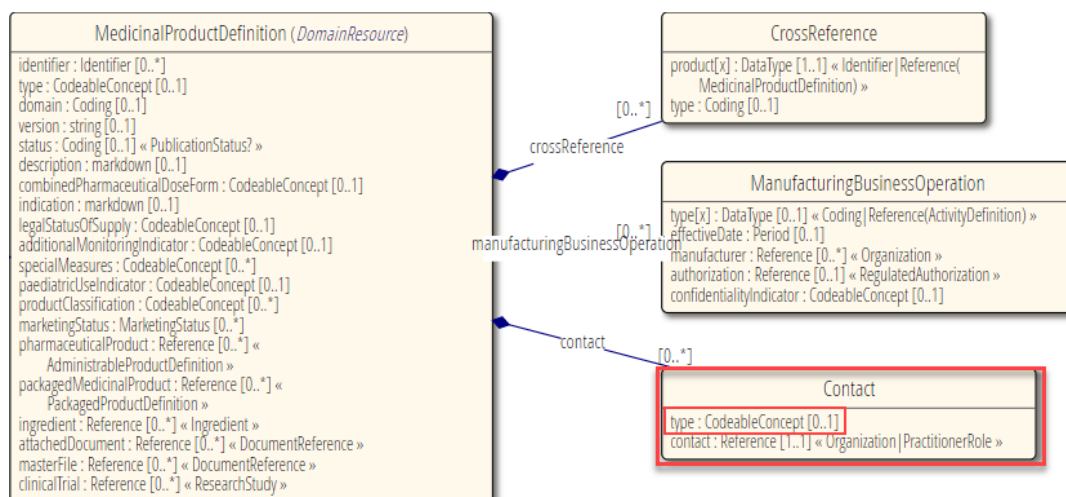 MedicinalProductDefinition (DomainResource)
identifier : Identifier [0..*]
type : CodeableConcept [0..1]
domain : Coding [0..1]
version : string [0..1]
status : Coding [0..1] « PublicationStatus? »
description : markdown [0..1]
combinedPharmaceuticalDoseForm : CodeableConcept [0..1]
indication : markdown [0..1]
legalStatusOfSupply : CodeableConcept [0..1]
additionalMonitoringIndicator : CodeableConcept [0..1]
specialMeasures : CodeableConcept [0..*]
paediatricUseIndicator : CodeableConcept [0..1]
productClassification : CodeableConcept [0..*]
marketingStatus : MarketingStatus [0..*]
pharmaceuticalProduct : Reference [0..*] «
AdministrableProductDefinition »
packagedMedicinalProduct : Reference [0..*] «
PackagedProductDefinition »
ingredient : Reference [0..*] « Ingredient »
attachedDocument : Reference [0..*] « DocumentReference »
masterFile : Reference [0..*] « DocumentReference »
clinicalTrial : Reference [0..*] « ResearchStudy »
crossReference
[0..*]
CrossReference
product[x] : DataType [1..1] « Identifier|Reference(
MedicinalProductDefinition) »
type : Coding [0..1]
manufacturingBusinessOperation
[0..*]
ManufacturingBusinessOperation
type[x] : DataType [0..1] « Coding|Reference(ActivityDefinition) »
effectiveDate : Period [0..1]
manufacturer : Reference [0..*] « Organization »
authorization : Reference [0..1] « RegulatedAuthorization »
confidentialityIndicator : CodeableConcept [0..1]
contact
[0..*]
Contact
type : CodeableConcept [0..1]
contact : Reference [1..1] « Organization|PractitionerRole »